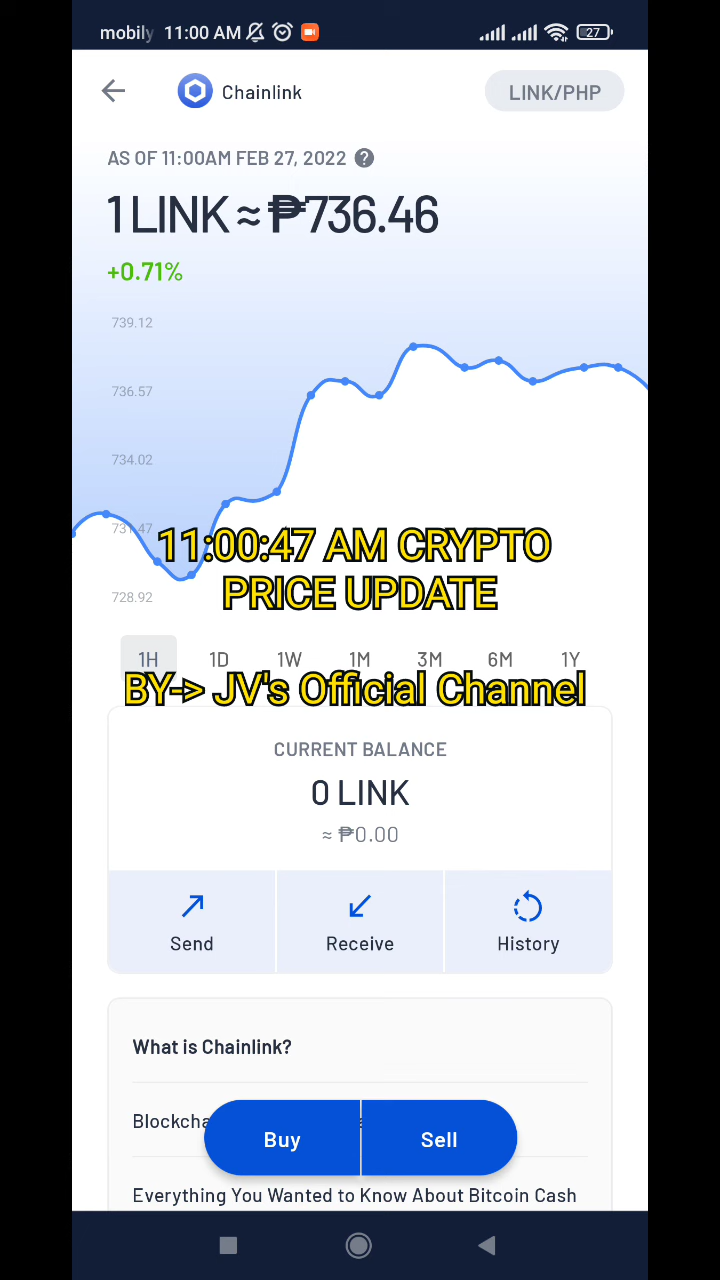 mobily 11:00 AM 27
Chainlink LINK/PHP
AS OF 11:00AM FEB 27, 2022 ?
1 LINK ≈ ₱736.46
+0.71%
739.12
736.57
734.02
731.47
11:00:47 AM CRYPTO
PRICE UPDATE
728.92
1H 1D 1W 1M 3M 6M 1Y
BY-> JV's Official Channel
CURRENT BALANCE
0 LINK
≈ ₱0.00
Send Receive History
What is Chainlink?
Buy Sell
Everything You Wanted to Know About Bitcoin Cash